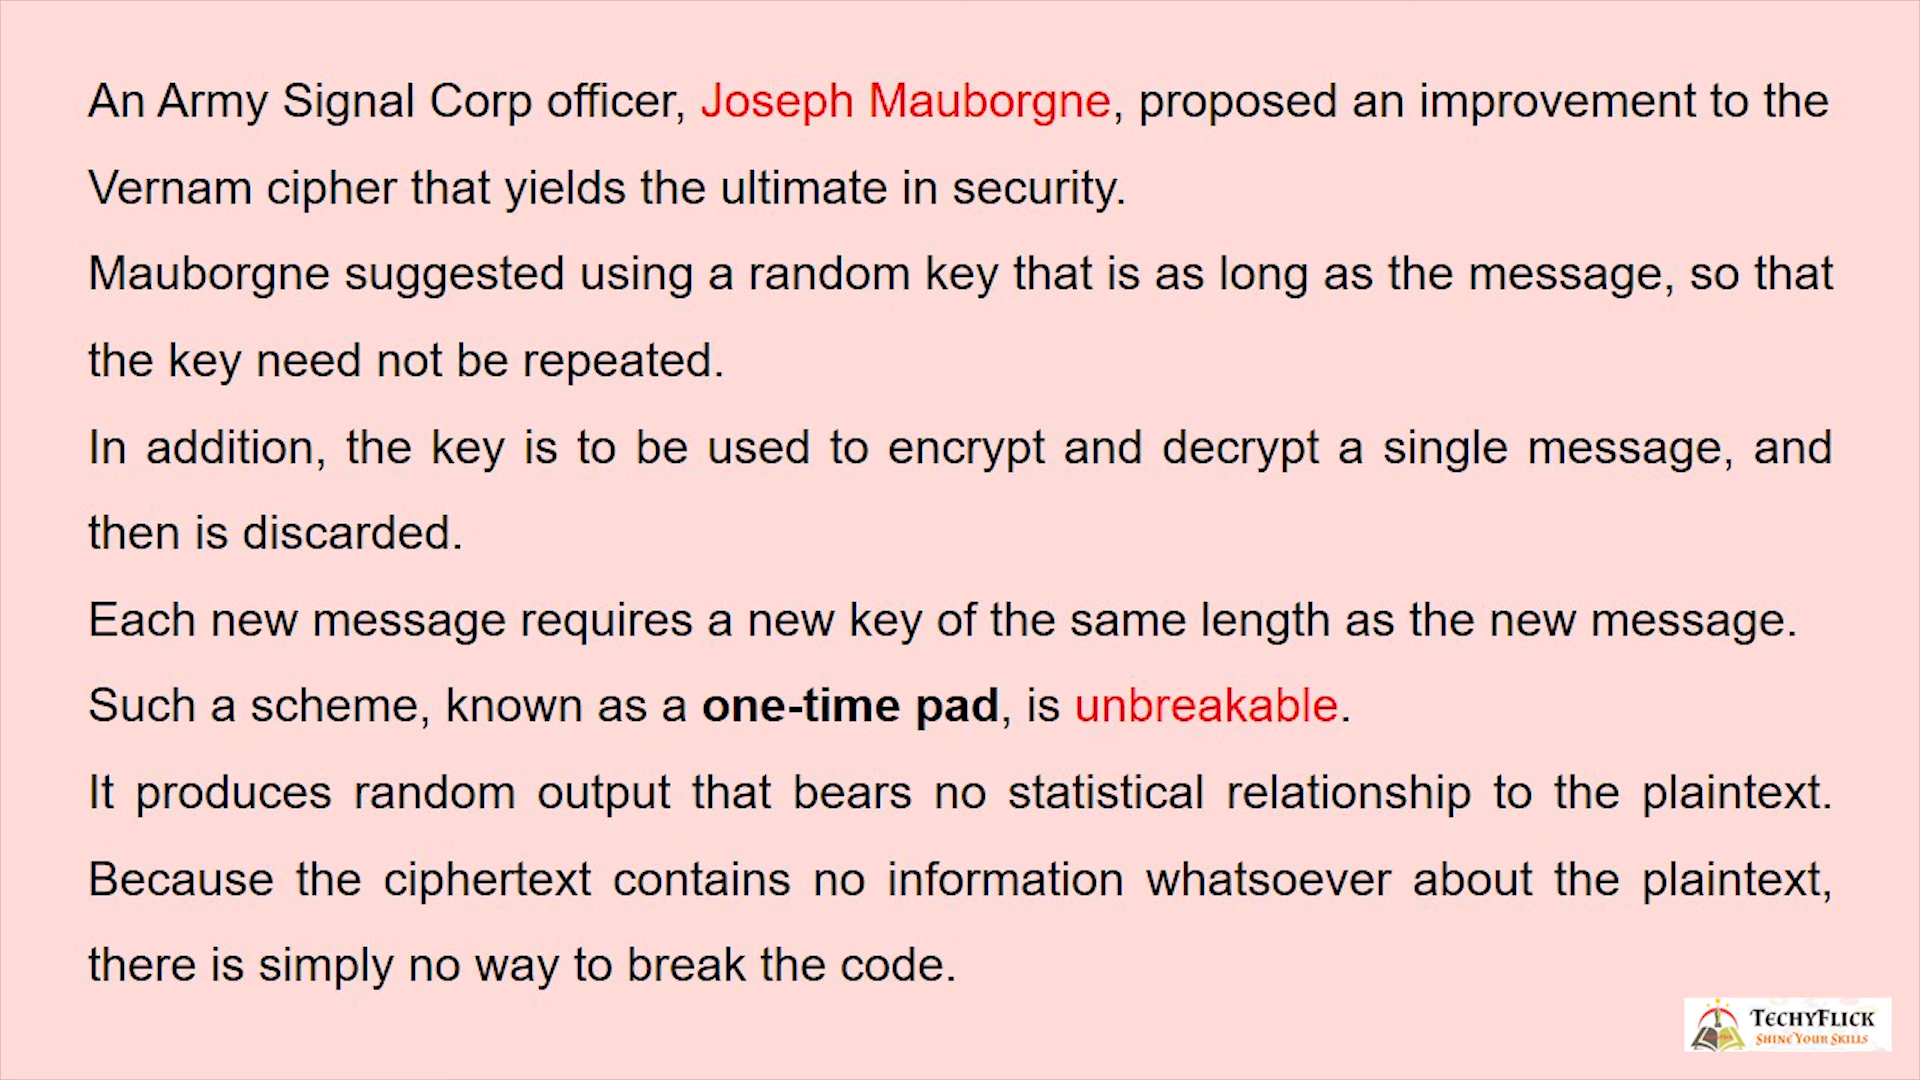 An Army Signal Corp officer, Joseph Mauborgne, proposed an improvement to the
Vernam cipher that yields the ultimate in security.
Mauborgne suggested using a random key that is as long as the message, so that
the key need not be repeated.
In addition, the key is to be used to encrypt and decrypt a single message, and
then is discarded.
Each new message requires a new key of the same length as the new message.
Such a scheme, known as a one-time pad, is unbreakable.
It produces random output that bears no statistical relationship to the plaintext.
Because the ciphertext contains no information whatsoever about the plaintext,
there is simply no way to break the code.
TECHYFLICK
SHINE YOUR SKILLS